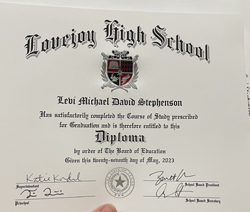 Lovejoy High School
Levi Michael David Stephenson
Has satisfactorily completed the Course of Study prescribed
for Graduation and is therefore entitled to this
Diploma
by order of The Board of Education
Given this twenty-seventh day of May, 2023
Superintendent
School Board President
Principal
School Board Secretary